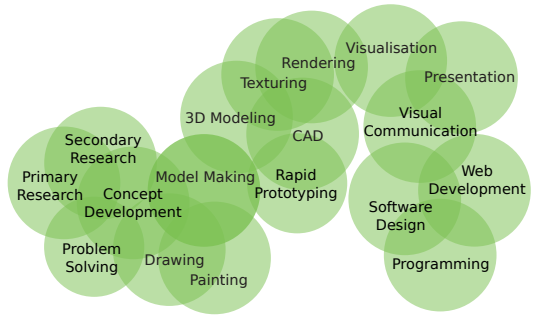 Visualisation
Rendering
Presentation
Texturing
3D Modeling
Visual
Communication
CAD
Secondary
Research
Primary
Research
Model Making
Rapid
Prototyping
Web
Development
Concept
Development
Software
Design
Problem
Solving
Drawing
Programming
Painting